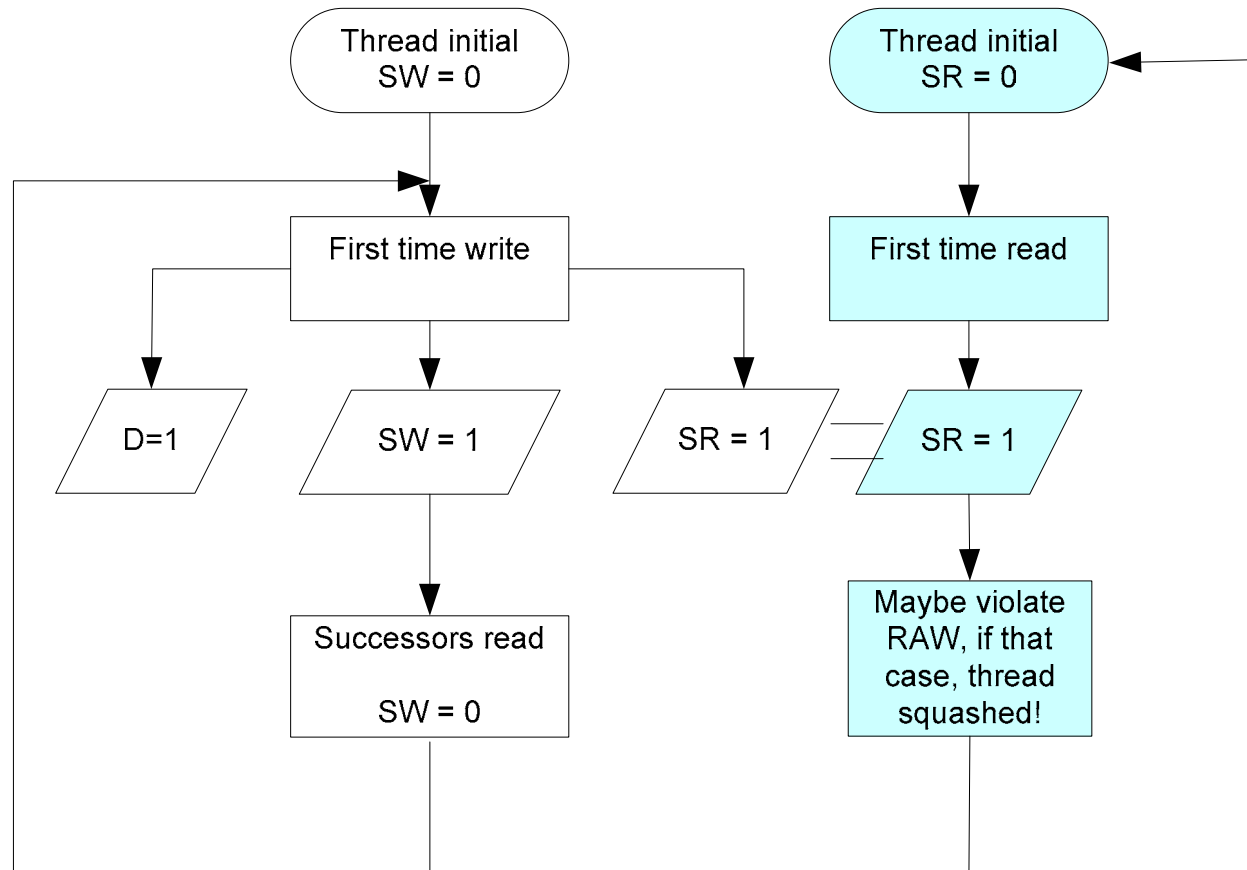 Thread initial
SW = 0
Thread initial
SR = 0
First time write
First time read
D=1
SW = 1
SR = 1
SR = 1
Successors read
SW = 0
Maybe violate
RAW, if that
case, thread
squashed!